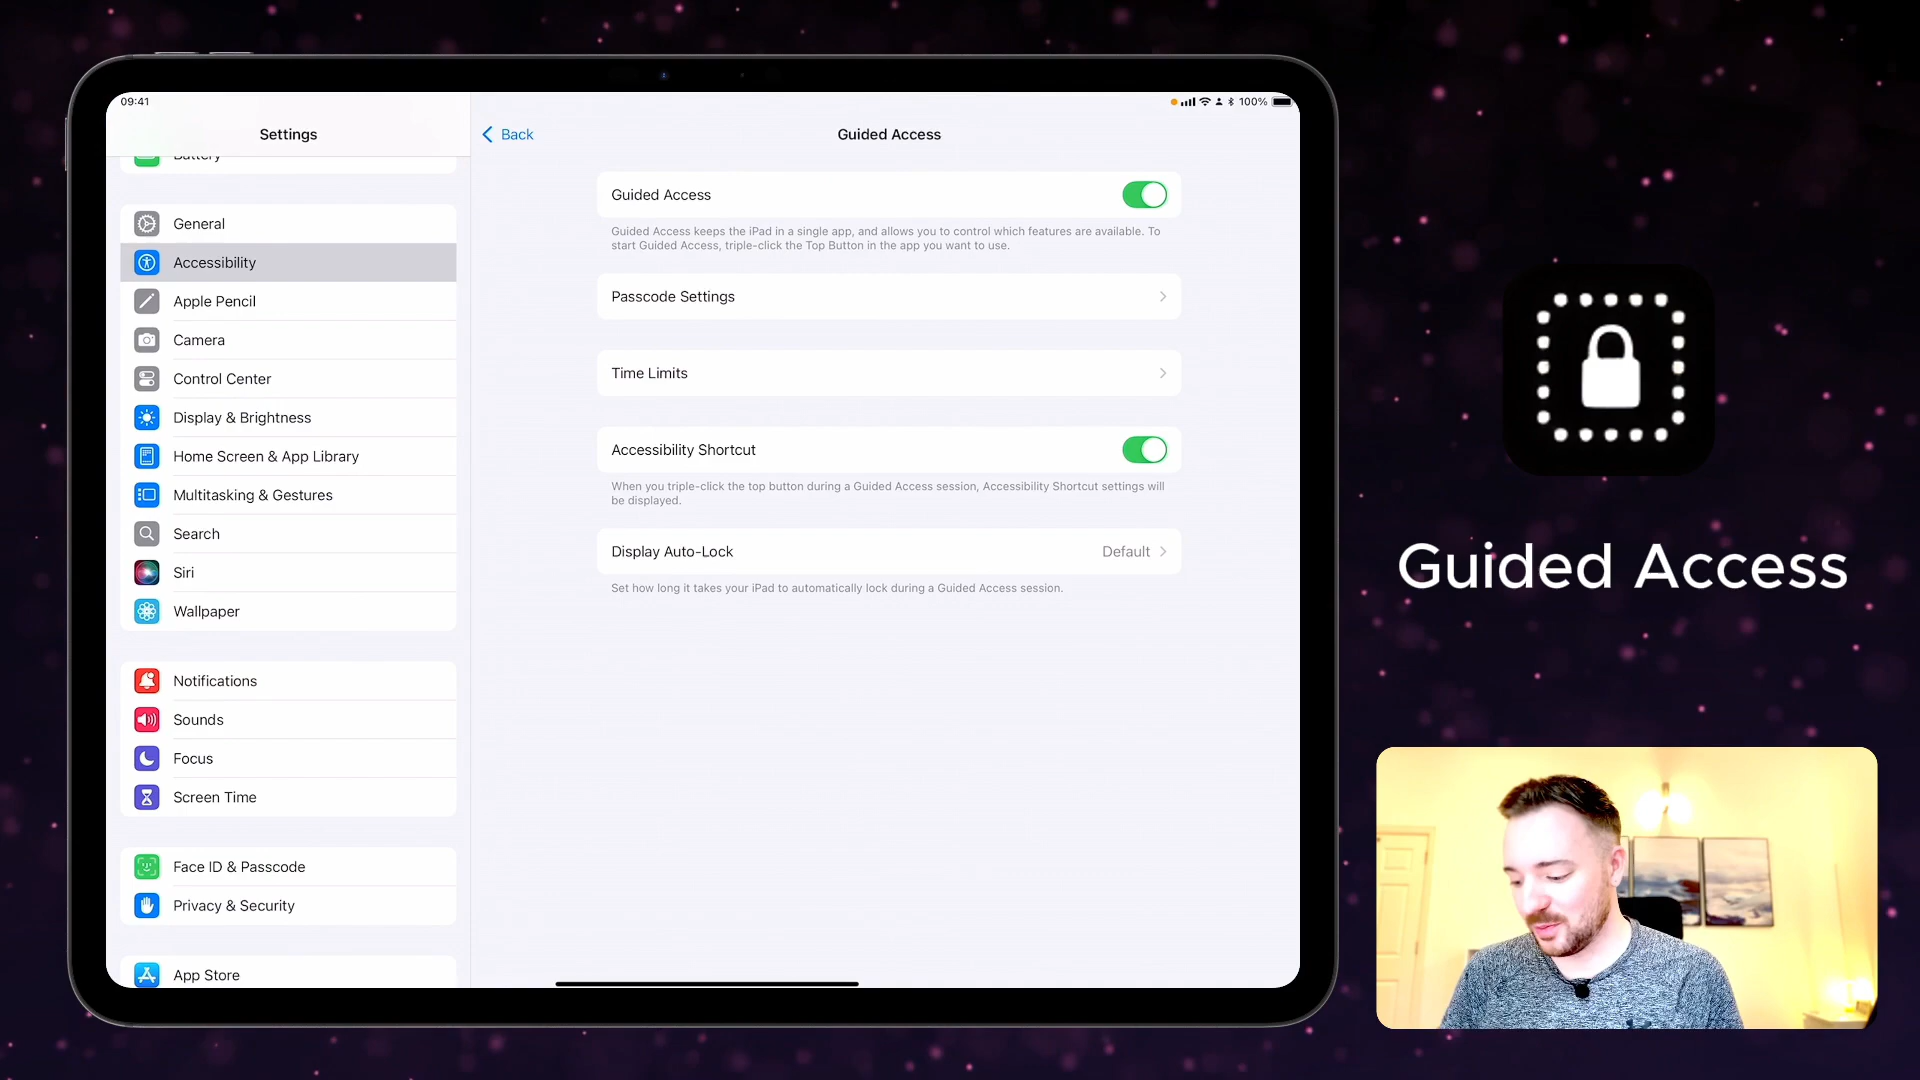 09:41
100%
Settings
Back
Guided Access
Battery
General
Accessibility
Apple Pencil
Camera
Control Center
Display & Brightness
Home Screen & App Library
Multitasking & Gestures
Search
Siri
Wallpaper
Notifications
Sounds
Focus
Screen Time
Face ID & Passcode
Privacy & Security
App Store
Guided Access
Guided Access keeps the iPad in a single app, and allows you to control which features are available. To
start Guided Access, triple-click the Top Button in the app you want to use.
Passcode Settings
Time Limits
Accessibility Shortcut
When you triple-click the top button during a Guided Access session, Accessibility Shortcut settings will
be displayed.
Display Auto-Lock Default
Set how long it takes your iPad to automatically lock during a Guided Access session.
Guided Access